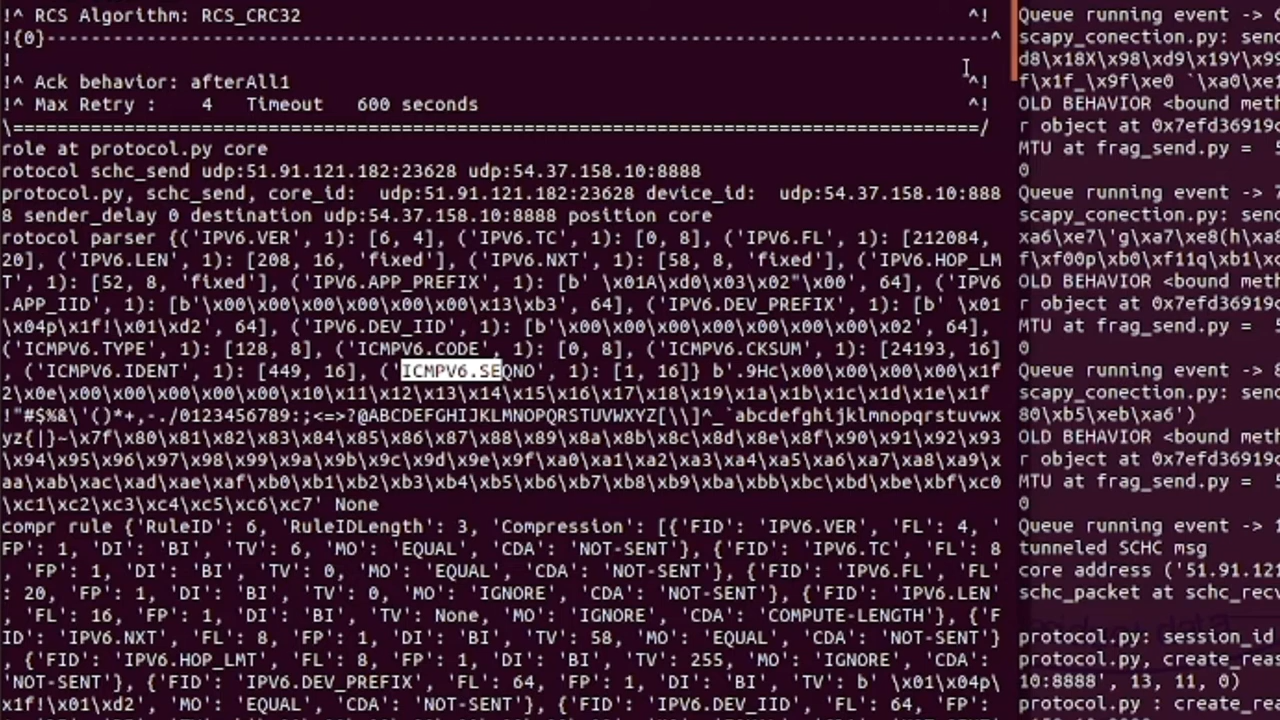 !^ RCS Algorithm: RCS_CRC32 ^!
!{0}-------------------------------------------------------------------------------------^
!
!^ Ack behavior: afterAll1 ^!
!^ Max Retry :    4   Timeout   600 seconds ^!
\=======================================================================================/
role at protocol.py core
rotocol schc_send udp:51.91.121.182:23628 udp:54.37.158.10:8888
protocol.py, schc_send, core_id:  udp:51.91.121.182:23628 device_id:  udp:54.37.158.10:888
8 sender_delay 0 destination udp:54.37.158.10:8888 position core
rotocol parser {('IPV6.VER', 1): [6, 4], ('IPV6.TC', 1): [0, 8], ('IPV6.FL', 1): [212084,
20], ('IPV6.LEN', 1): [208, 16, 'fixed'], ('IPV6.NXT', 1): [58, 8, 'fixed'], ('IPV6.HOP_LM
T', 1): [52, 8, 'fixed'], ('IPV6.APP_PREFIX', 1): [b' \x01A\xd0\x03\x02"\x00', 64], ('IPV6
.APP_IID', 1): [b'\x00\x00\x00\x00\x00\x00\x13\xb3', 64], ('IPV6.DEV_PREFIX', 1): [b' \x01
\x04p\x1f!\x01\xd2', 64], ('IPV6.DEV_IID', 1): [b'\x00\x00\x00\x00\x00\x00\x00\x02', 64],
('ICMPV6.TYPE', 1): [128, 8], ('ICMPV6.CODE', 1): [0, 8], ('ICMPV6.CKSUM', 1): [24193, 16]
, ('ICMPV6.IDENT', 1): [449, 16], ('ICMPV6.SEQNO', 1): [1, 16]} b'.9Hc\x00\x00\x00\x00\x1f
\x0e\x00\x00\x00\x00\x00\x10\x11\x12\x13\x14\x15\x16\x17\x18\x19\x1a\x1b\x1c\x1d\x1e\x1f
!"#$%&\'()*+,-./0123456789:;<=>?@ABCDEFGHIJKLMNOPQRSTUVWXYZ[\\]^_`abcdefghijklmnopqrstuvwx
yz{|}~\x7f\x80\x81\x82\x83\x84\x85\x86\x87\x88\x89\x8a\x8b\x8c\x8d\x8e\x8f\x90\x91\x92\x93
\x94\x95\x96\x97\x98\x99\x9a\x9b\x9c\x9d\x9e\x9f\xa0\xa1\xa2\xa3\xa4\xa5\xa6\xa7\xa8\xa9\x
aa\xab\xac\xad\xae\xaf\xb0\xb1\xb2\xb3\xb4\xb5\xb6\xb7\xb8\xb9\xba\xbb\xbc\xbd\xbe\xbf\xc0
\xc1\xc2\xc3\xc4\xc5\xc6\xc7' None
compr rule {'RuleID': 6, 'RuleIDLength': 3, 'Compression': [{'FID': 'IPV6.VER', 'FL': 4, '
FP': 1, 'DI': 'BI', 'TV': 6, 'MO': 'EQUAL', 'CDA': 'NOT-SENT'}, {'FID': 'IPV6.TC', 'FL': 8
, 'FP': 1, 'DI': 'BI', 'TV': 0, 'MO': 'EQUAL', 'CDA': 'NOT-SENT'}, {'FID': 'IPV6.FL', 'FL'
: 20, 'FP': 1, 'DI': 'BI', 'TV': 0, 'MO': 'IGNORE', 'CDA': 'NOT-SENT'}, {'FID': 'IPV6.LEN'
, 'FL': 16, 'FP': 1, 'DI': 'BI', 'TV': None, 'MO': 'IGNORE', 'CDA': 'COMPUTE-LENGTH'}, {'F
ID': 'IPV6.NXT', 'FL': 8, 'FP': 1, 'DI': 'BI', 'TV': 58, 'MO': 'EQUAL', 'CDA': 'NOT-SENT'}
, {'FID': 'IPV6.HOP_LMT', 'FL': 8, 'FP': 1, 'DI': 'BI', 'TV': 255, 'MO': 'IGNORE', 'CDA':
'NOT-SENT'}, {'FID': 'IPV6.DEV_PREFIX', 'FL': 64, 'FP': 1, 'DI': 'BI', 'TV': b' \x01\x04p\
x1f!\x01\xd2', 'MO': 'EQUAL', 'CDA': 'NOT-SENT'}, {'FID': 'IPV6.DEV_IID', 'FL': 64, 'FP':
Queue running event ->
scapy_conection.py: send
d8\x18X\x98\xd9\x19Y\x99
f\x1f_\x9f\xe0 `\xa0\xe1
OLD BEHAVIOR <bound meth
r object at 0x7efd36919
MTU at frag_send.py =
0
Queue running event ->
scapy_conection.py: send
xa6\xe7\'g\xa7\xe8(h\xa8
f\xf00p\xb0\xf11q\xb1\x
OLD BEHAVIOR <bound meth
r object at 0x7efd36919
MTU at frag_send.py =
0
Queue running event ->
scapy_conection.py: send
80\xb5\xeb\xa6')
OLD BEHAVIOR <bound meth
r object at 0x7efd36919
MTU at frag_send.py =
0
Queue running event ->
tunneled SCHC msg
core address ('51.91.121
schc_packet at schc_recv
protocol.py: session_id
protocol.py, create_reas
10:8888', 13, 11, 0)
protocol.py : create_rea